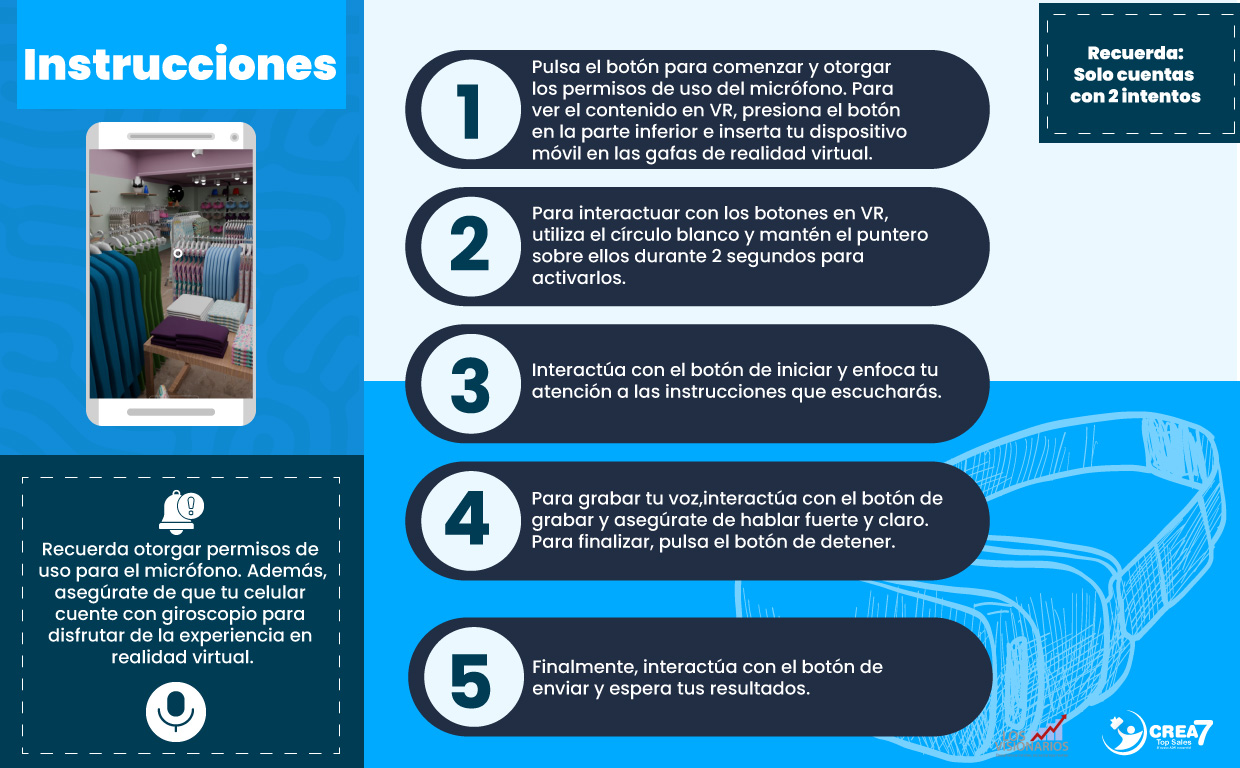 Instrucciones
Recuerda otorgar permisos de
uso para el micrófono. Además,
asegúrate de que tu celular
cuente con giroscopio para
disfrutar de la experiencia en
realidad virtual.
1
Pulsa el botón para comenzar y otorgar
los permisos de uso del micrófono. Para
ver el contenido en VR, presiona el botón
en la parte inferior e inserta tu dispositivo
móvil en las gafas de realidad virtual.
2
Para interactuar con los botones en VR,
utiliza el círculo blanco y mantén el puntero
sobre ellos durante 2 segundos para
activarlos.
3
Interactúa con el botón de iniciar y enfoca tu
atención a las instrucciones que escucharás.
4
Para grabar tu voz,interactúa con el botón de
grabar y asegúrate de hablar fuerte y claro.
Para finalizar, pulsa el botón de detener.
5
Finalmente, interactúa con el botón de
enviar y espera tus resultados.
Recuerda:
Solo cuentas
con 2 intentos
VISIONARIOS
CREA7
Top Sales